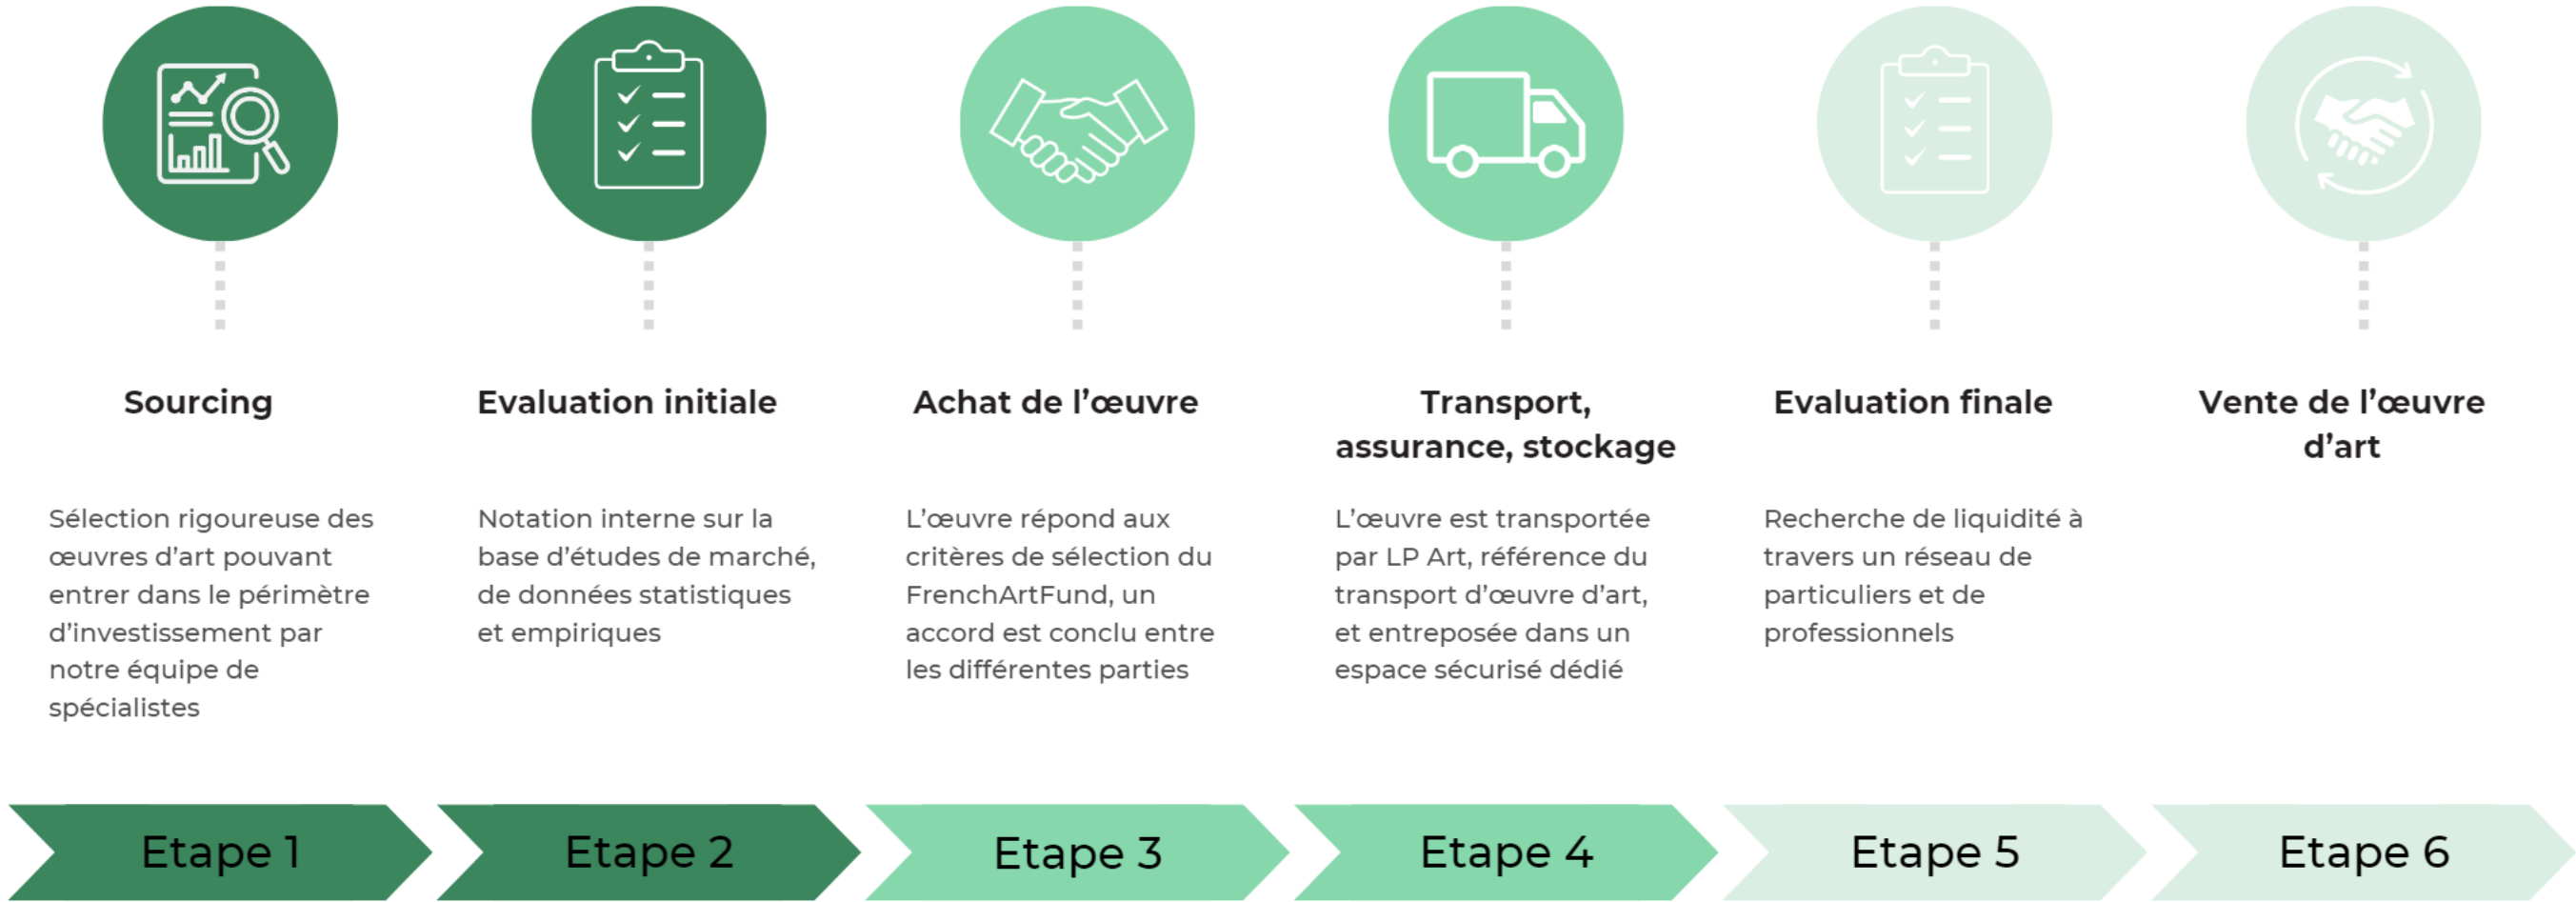 Sourcing
Sélection rigoureuse des
œuvres d’art pouvant
entrer dans le périmètre
d’investissement par
notre équipe de
spécialistes
Etape 1
Evaluation initiale
Notation interne sur la
base d’études de marché,
de données statistiques
et empiriques
Etape 2
Achat de l’œuvre
L’œuvre répond aux
critères de sélection du
FrenchArtFund, un
accord est conclu entre
les différentes parties
Etape 3
Transport,
assurance, stockage
L’œuvre est transportée
par LP Art, référence du
transport d’œuvre d’art,
et entreposée dans un
espace sécurisé dédié
Etape 4
Evaluation finale
Recherche de liquidité à
travers un réseau de
particuliers et de
professionnels
Etape 5
Vente de l’œuvre
d’art
Etape 6